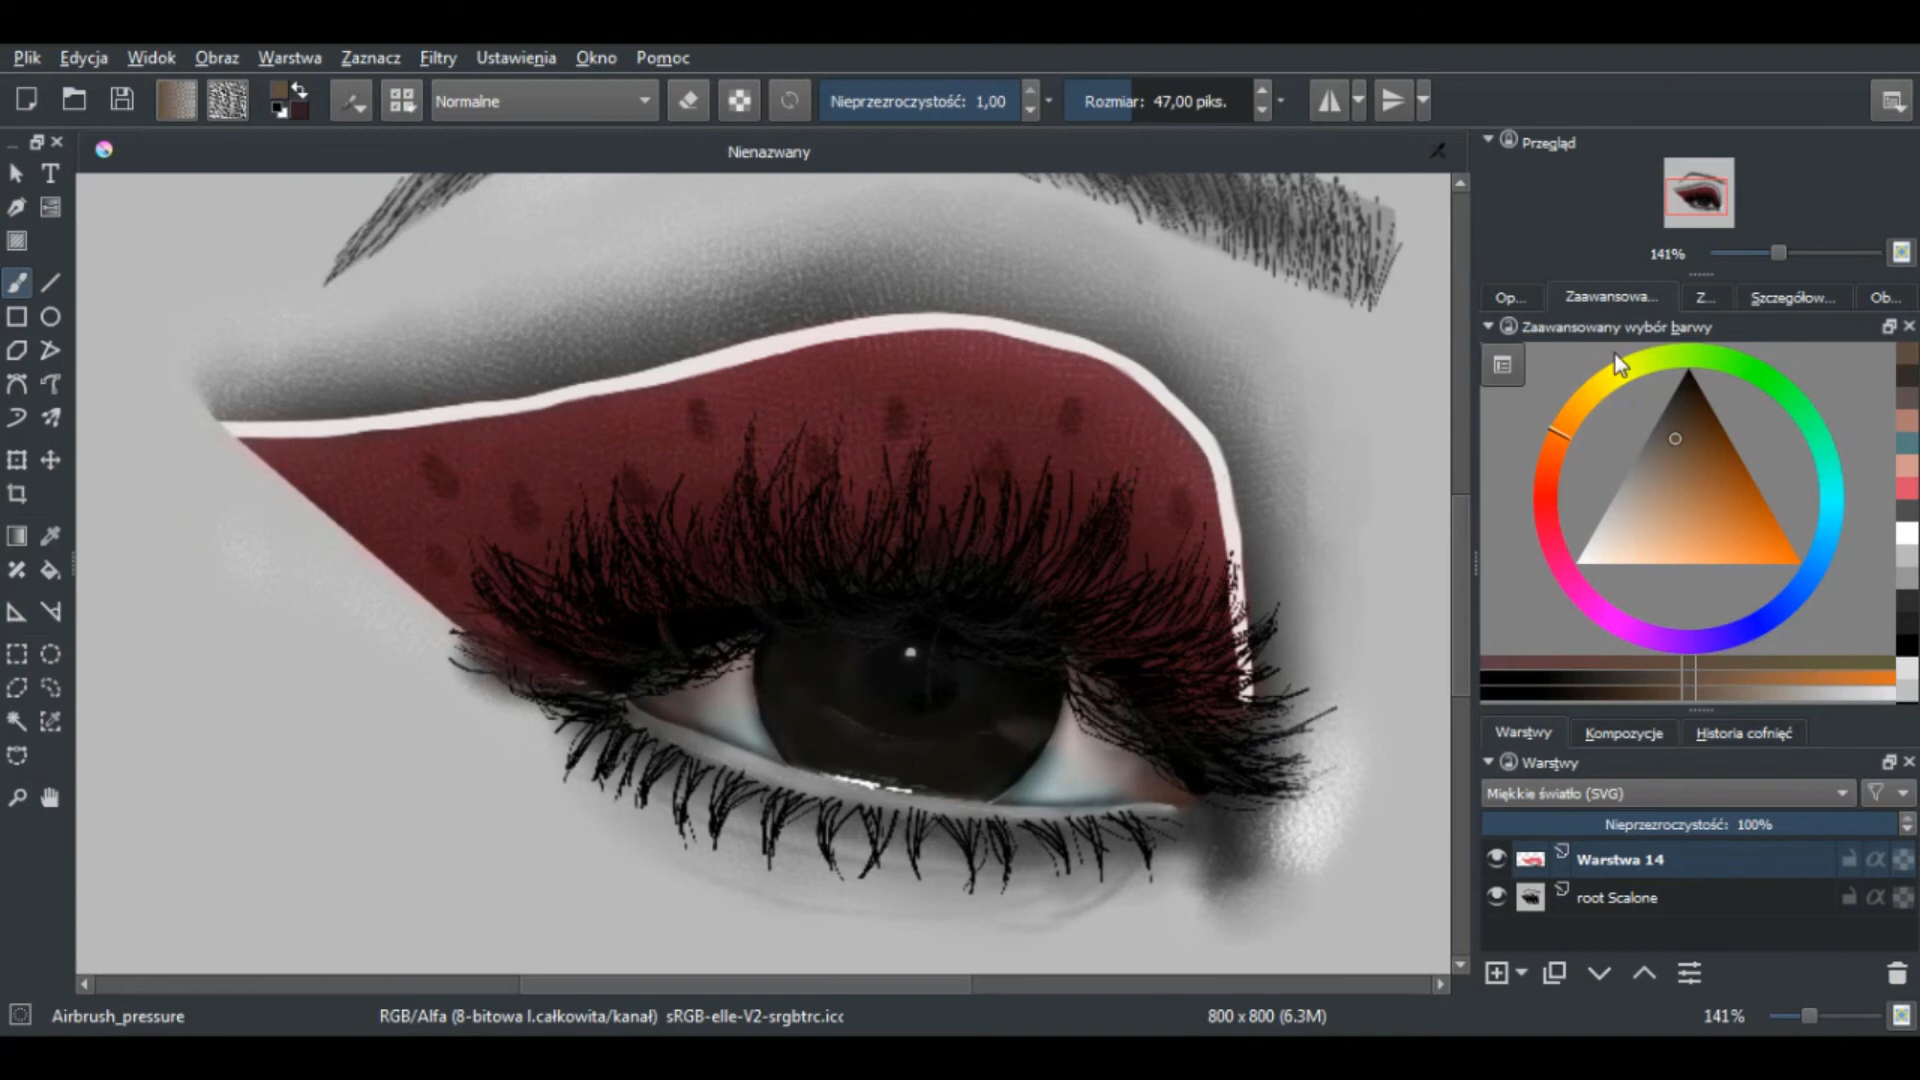 Plik Edycja Widok Obraz Warstwa Zaznacz Filtry Ustawienia Okno Pomoc
Normalne
Nieprzezroczystość: 1,00
Rozmiar: 47,00 piks.
Nienazwany
Przegląd
141%
Op... Zaawansowa... Z... Szczegółow... Ob...
Zaawansowany wybór barwy
Warstwy Kompozycje Historia cofnięć
Warstwy
Miękkie światło (SVG)
Nieprzezroczystość: 100%
Warstwa 14
root Scalone
Airbrush_pressure
RGB/Alfa (8-bitowa l.całkowita/kanał) sRGB-elle-V2-srgbtrc.icc
800 x 800 (6.3M)
141%